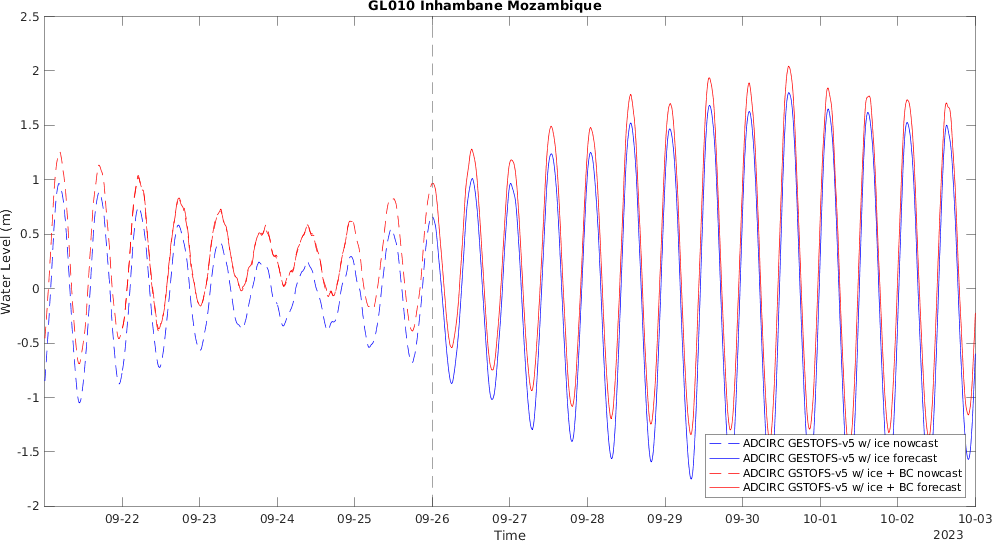 GL010 Inhambane Mozambique
2.5
2
1.5
1
0.5
0
-0.5
-1
-1.5
-2
Water Level (m)
ADCIRC GESTOFS-v5 w/ ice nowcast
ADCIRC GESTOFS-v5 w/ ice forecast
ADCIRC GSTOFS-v5 w/ ice + BC nowcast
ADCIRC GSTOFS-v5 w/ ice + BC forecast
09-22 09-23 09-24 09-25 09-26 09-27 09-28 09-29 09-30 10-01 10-02 10-03
Time
2023